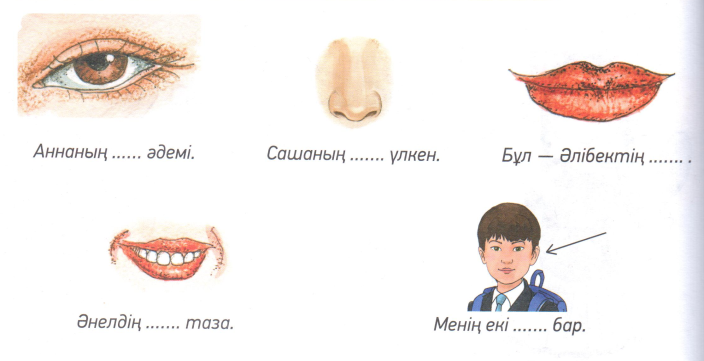 Аннаның ...... әдемі.
Сашаның ....... үлкен.
Бұл — Әлібектің ....... .
Әнелдің ....... таза.
Менің екі ....... бар.